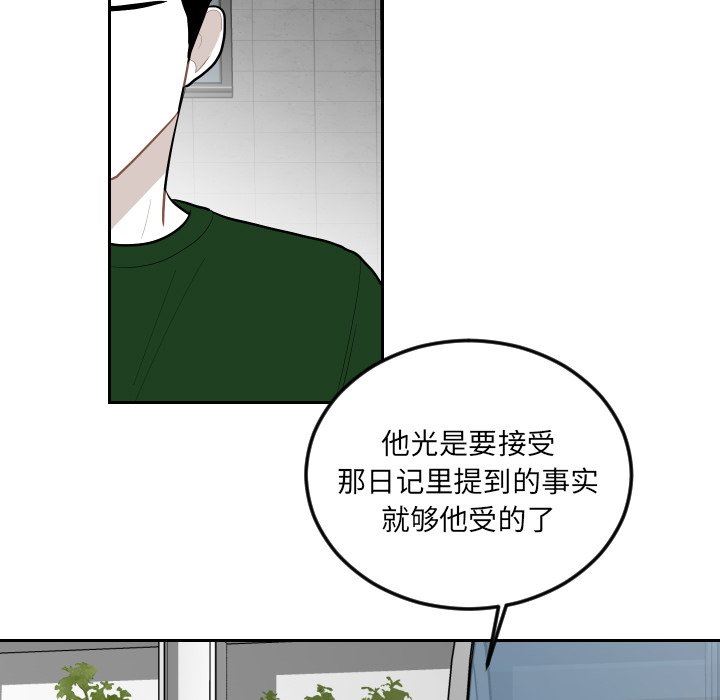 他光是要接受
那日记里提到的事实
就够他受的了